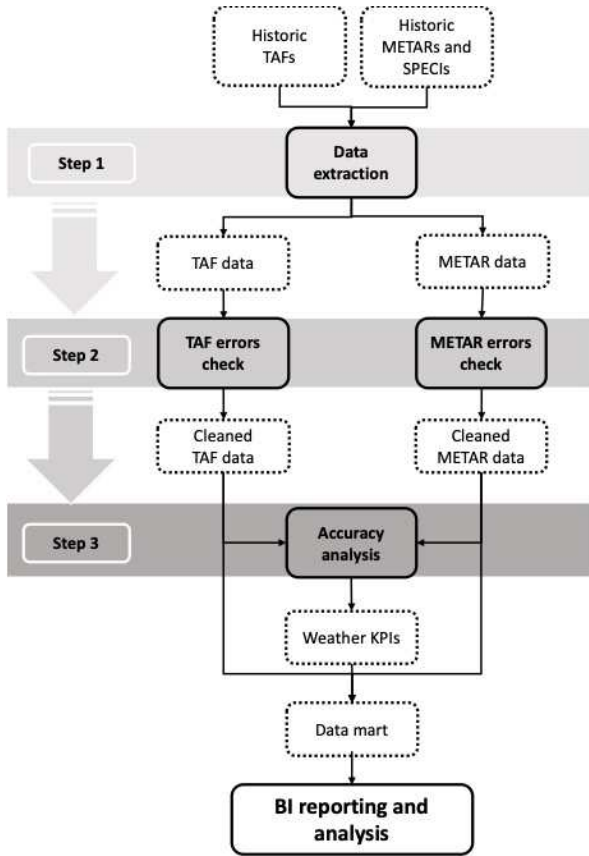 Historic
TAFs
Historic
METARs and
SPECIs
Step 1
Data
extraction
TAF data
METAR data
Step 2
TAF errors
check
METAR errors
check
Cleaned
TAF data
Cleaned
METAR data
Step 3
Accuracy
analysis
Weather KPIs
Data mart
BI reporting and
analysis